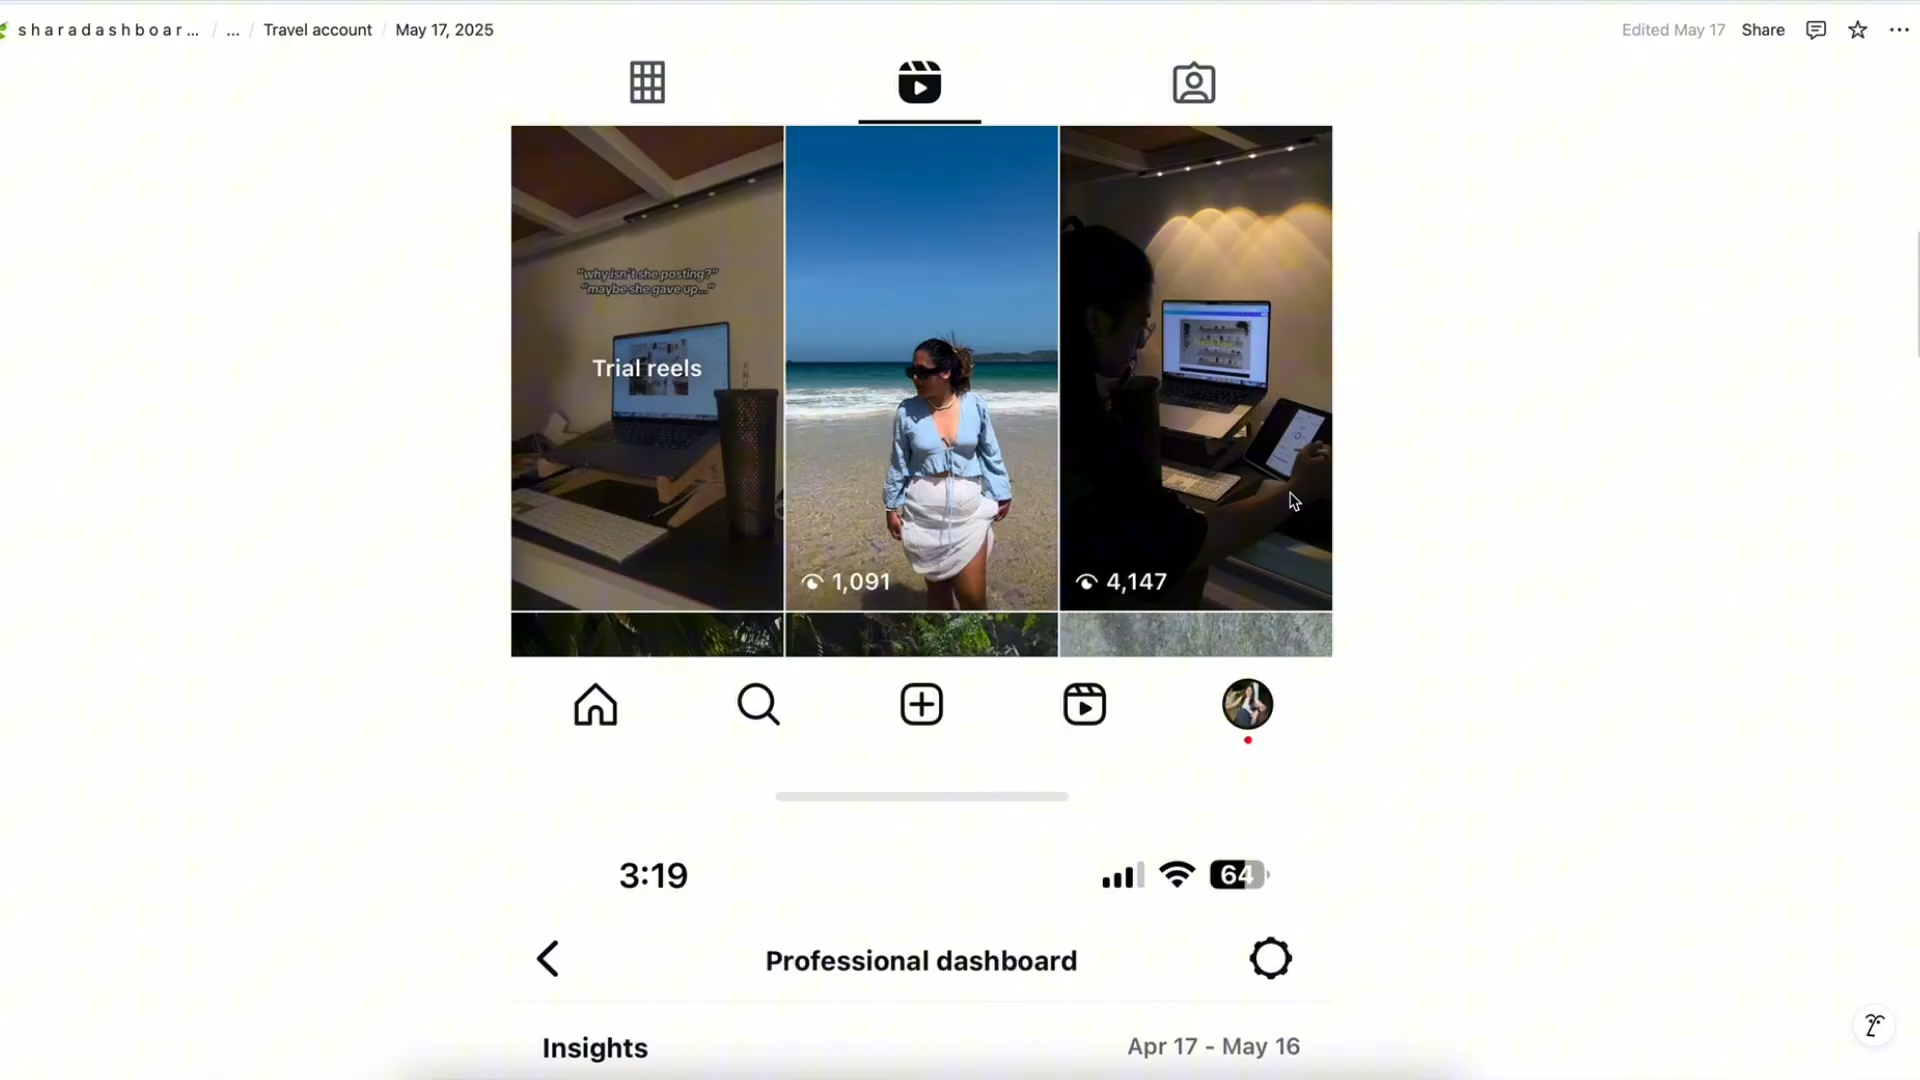 sharadashboar... / ... / Travel account / May 17, 2025
Edited May 17 Share
"why isn't she posting?"
"maybe she gave up..."
Trial reels
1,091
4,147
3:19
64
Professional dashboard
Insights
Apr 17 - May 16